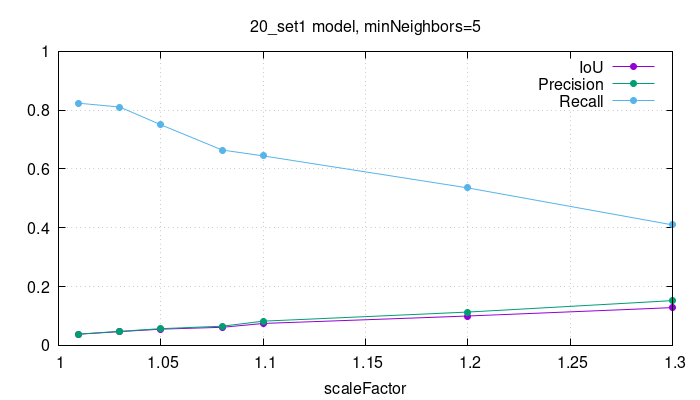 20_set1 model, minNeighbors=5
1
IoU
Precision
Recall
0.8
0.6
0.4
0.2
0
1 1.05 1.1 1.15 1.2 1.25 1.3
scaleFactor